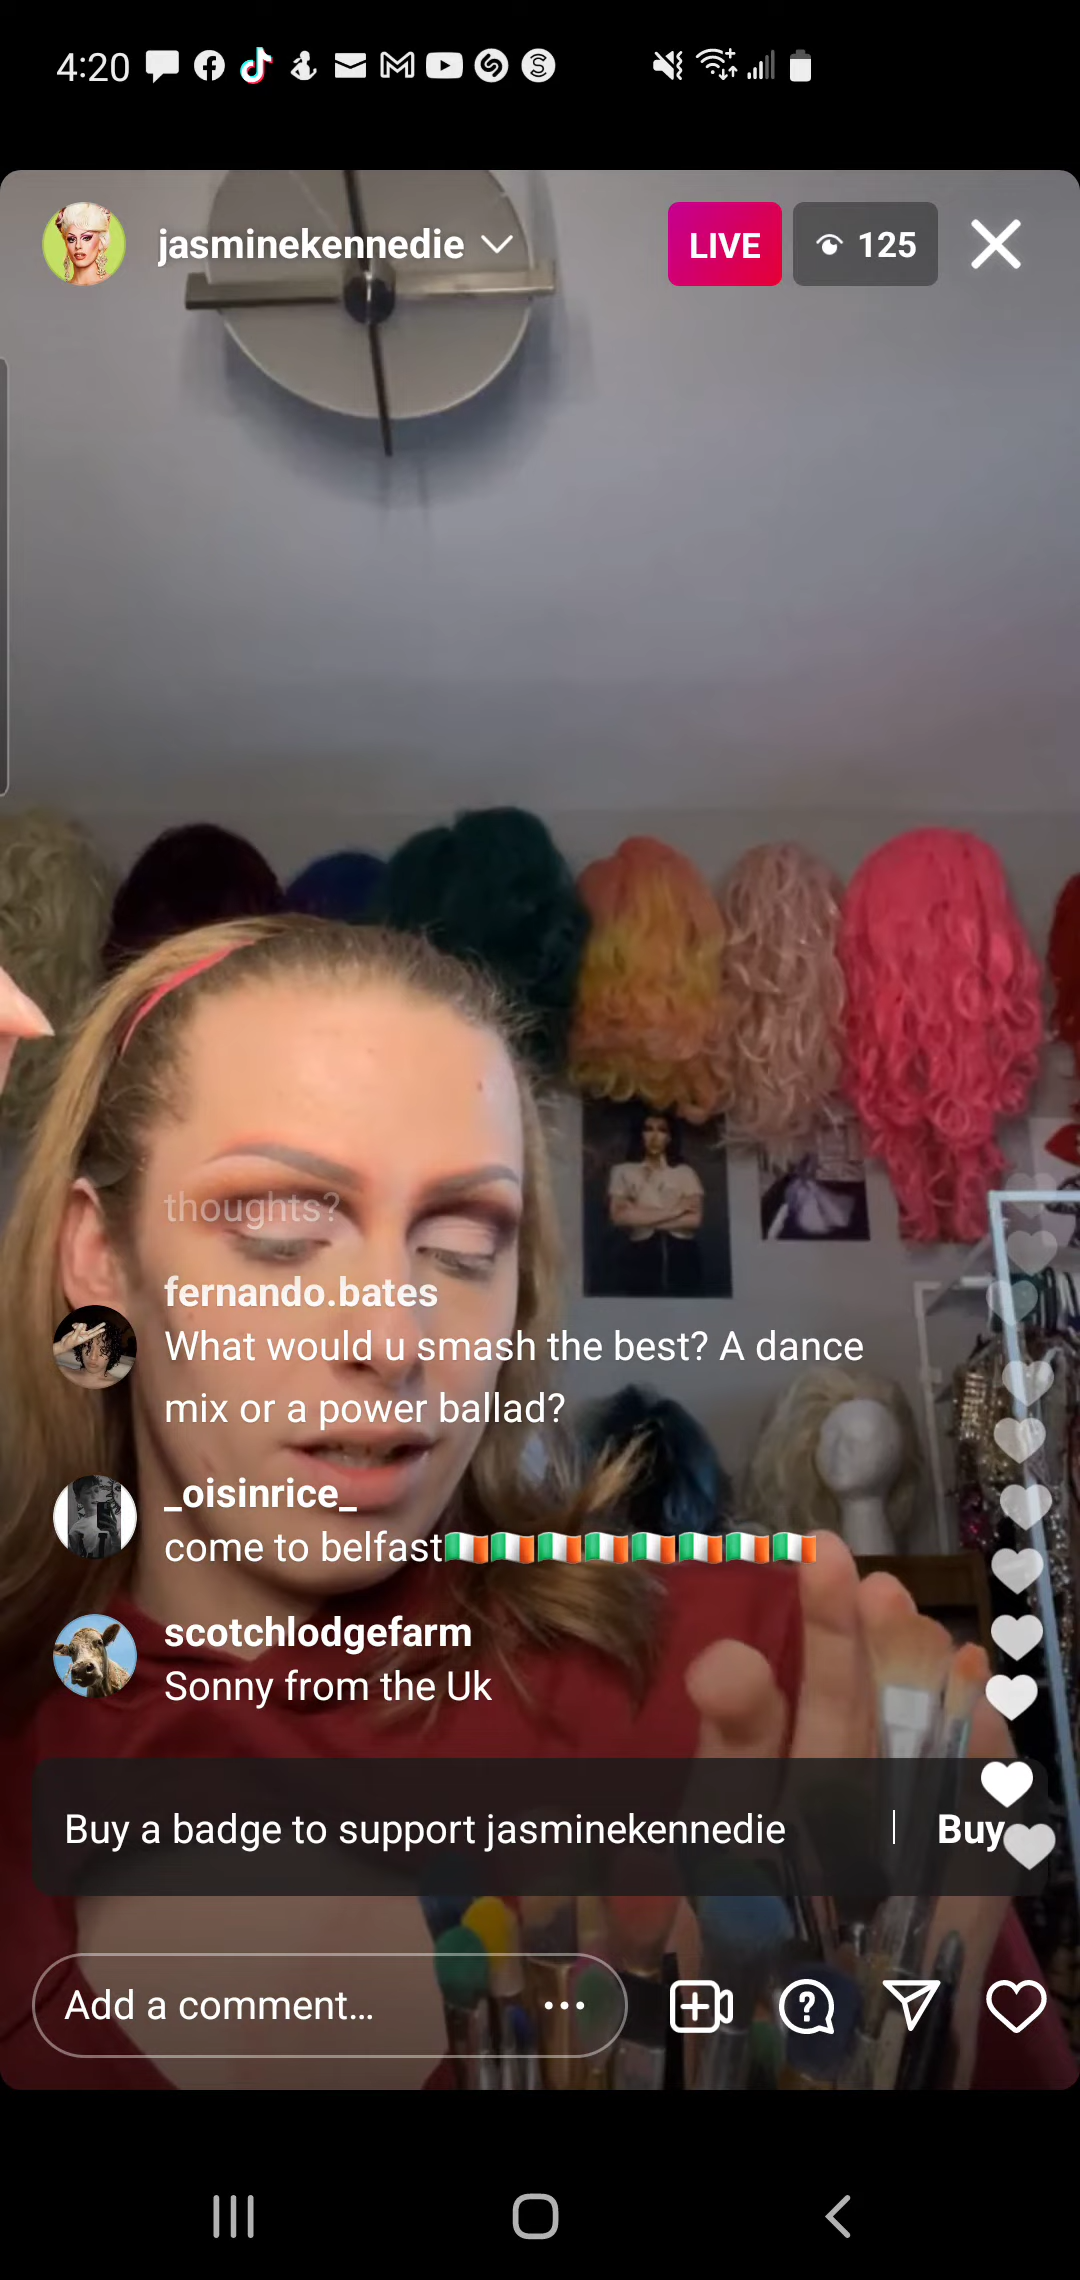 4:20
jasminekennedie
LIVE
125
thoughts?
fernando.bates
What would u smash the best? A dance
mix or a power ballad?
_oisinrice_
come to belfast🇮🇪🇮🇪🇮🇪🇮🇪🇮🇪🇮🇪🇮🇪🇮🇪
scotchlodgefarm
Sonny from the Uk
Buy a badge to support jasminekennedie | Buy
Add a comment...